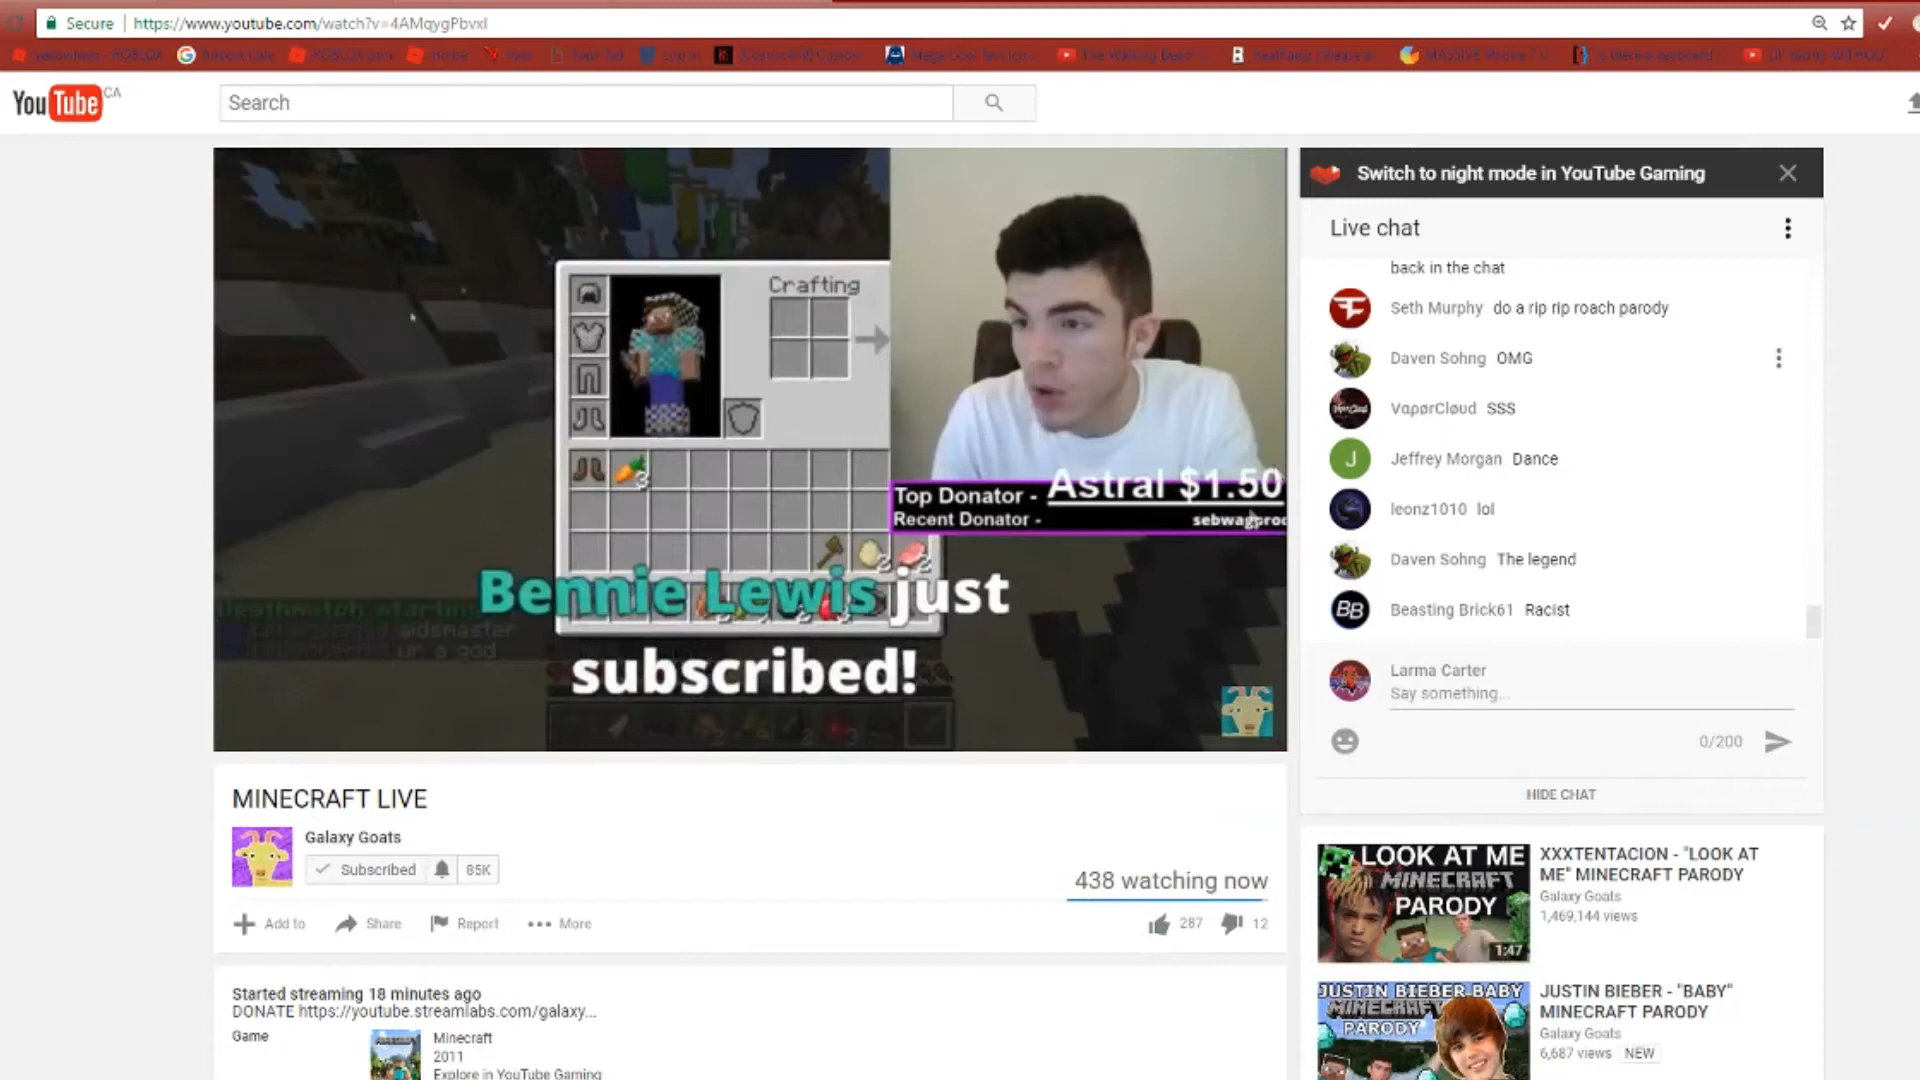 Secure https://www.youtube.com/watch?v=4AMqygPbvxI
ROBLOX.com
Home
YouTube CA
Search
Crafting
3
Top Donator - Astral $1.50
Recent Donator -
Bennie Lewis just
subscribed!
Switch to night mode in YouTube Gaming
Live chat
back in the chat
Seth Murphy do a rip rip roach parody
Daven Sohng OMG
VapørCløud SSS
Jeffrey Morgan Dance
leonz1010 lol
Daven Sohng The legend
Beasting Brick61 Racist
Larma Carter
Say something...
0/200
HIDE CHAT
MINECRAFT LIVE
Galaxy Goats
Subscribed 85K
438 watching now
Add to Share Report More 287 12
Started streaming 18 minutes ago
DONATE https://youtube.streamlabs.com/galaxy...
Game
Minecraft
2011
Explore in YouTube Gaming
LOOK AT ME
MINECRAFT
PARODY
1:47
XXXTENTACION - "LOOK AT
ME" MINECRAFT PARODY
Galaxy Goats
1,469,144 views
JUSTIN BIEBER-BABY
MINECRAFT
PARODY
JUSTIN BIEBER - "BABY"
MINECRAFT PARODY
Galaxy Goats
6,687 views NEW